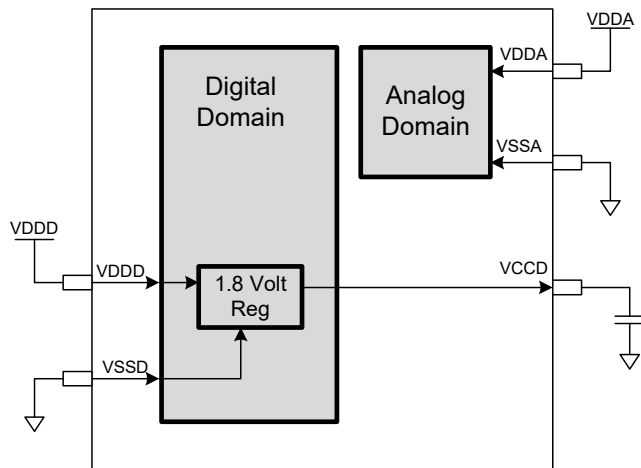 VDDA
Digital
Domain
VDDA
Analog
Domain
VSSA
VDDD
VDDD
1.8 Volt
Reg
VCCD
VSSD